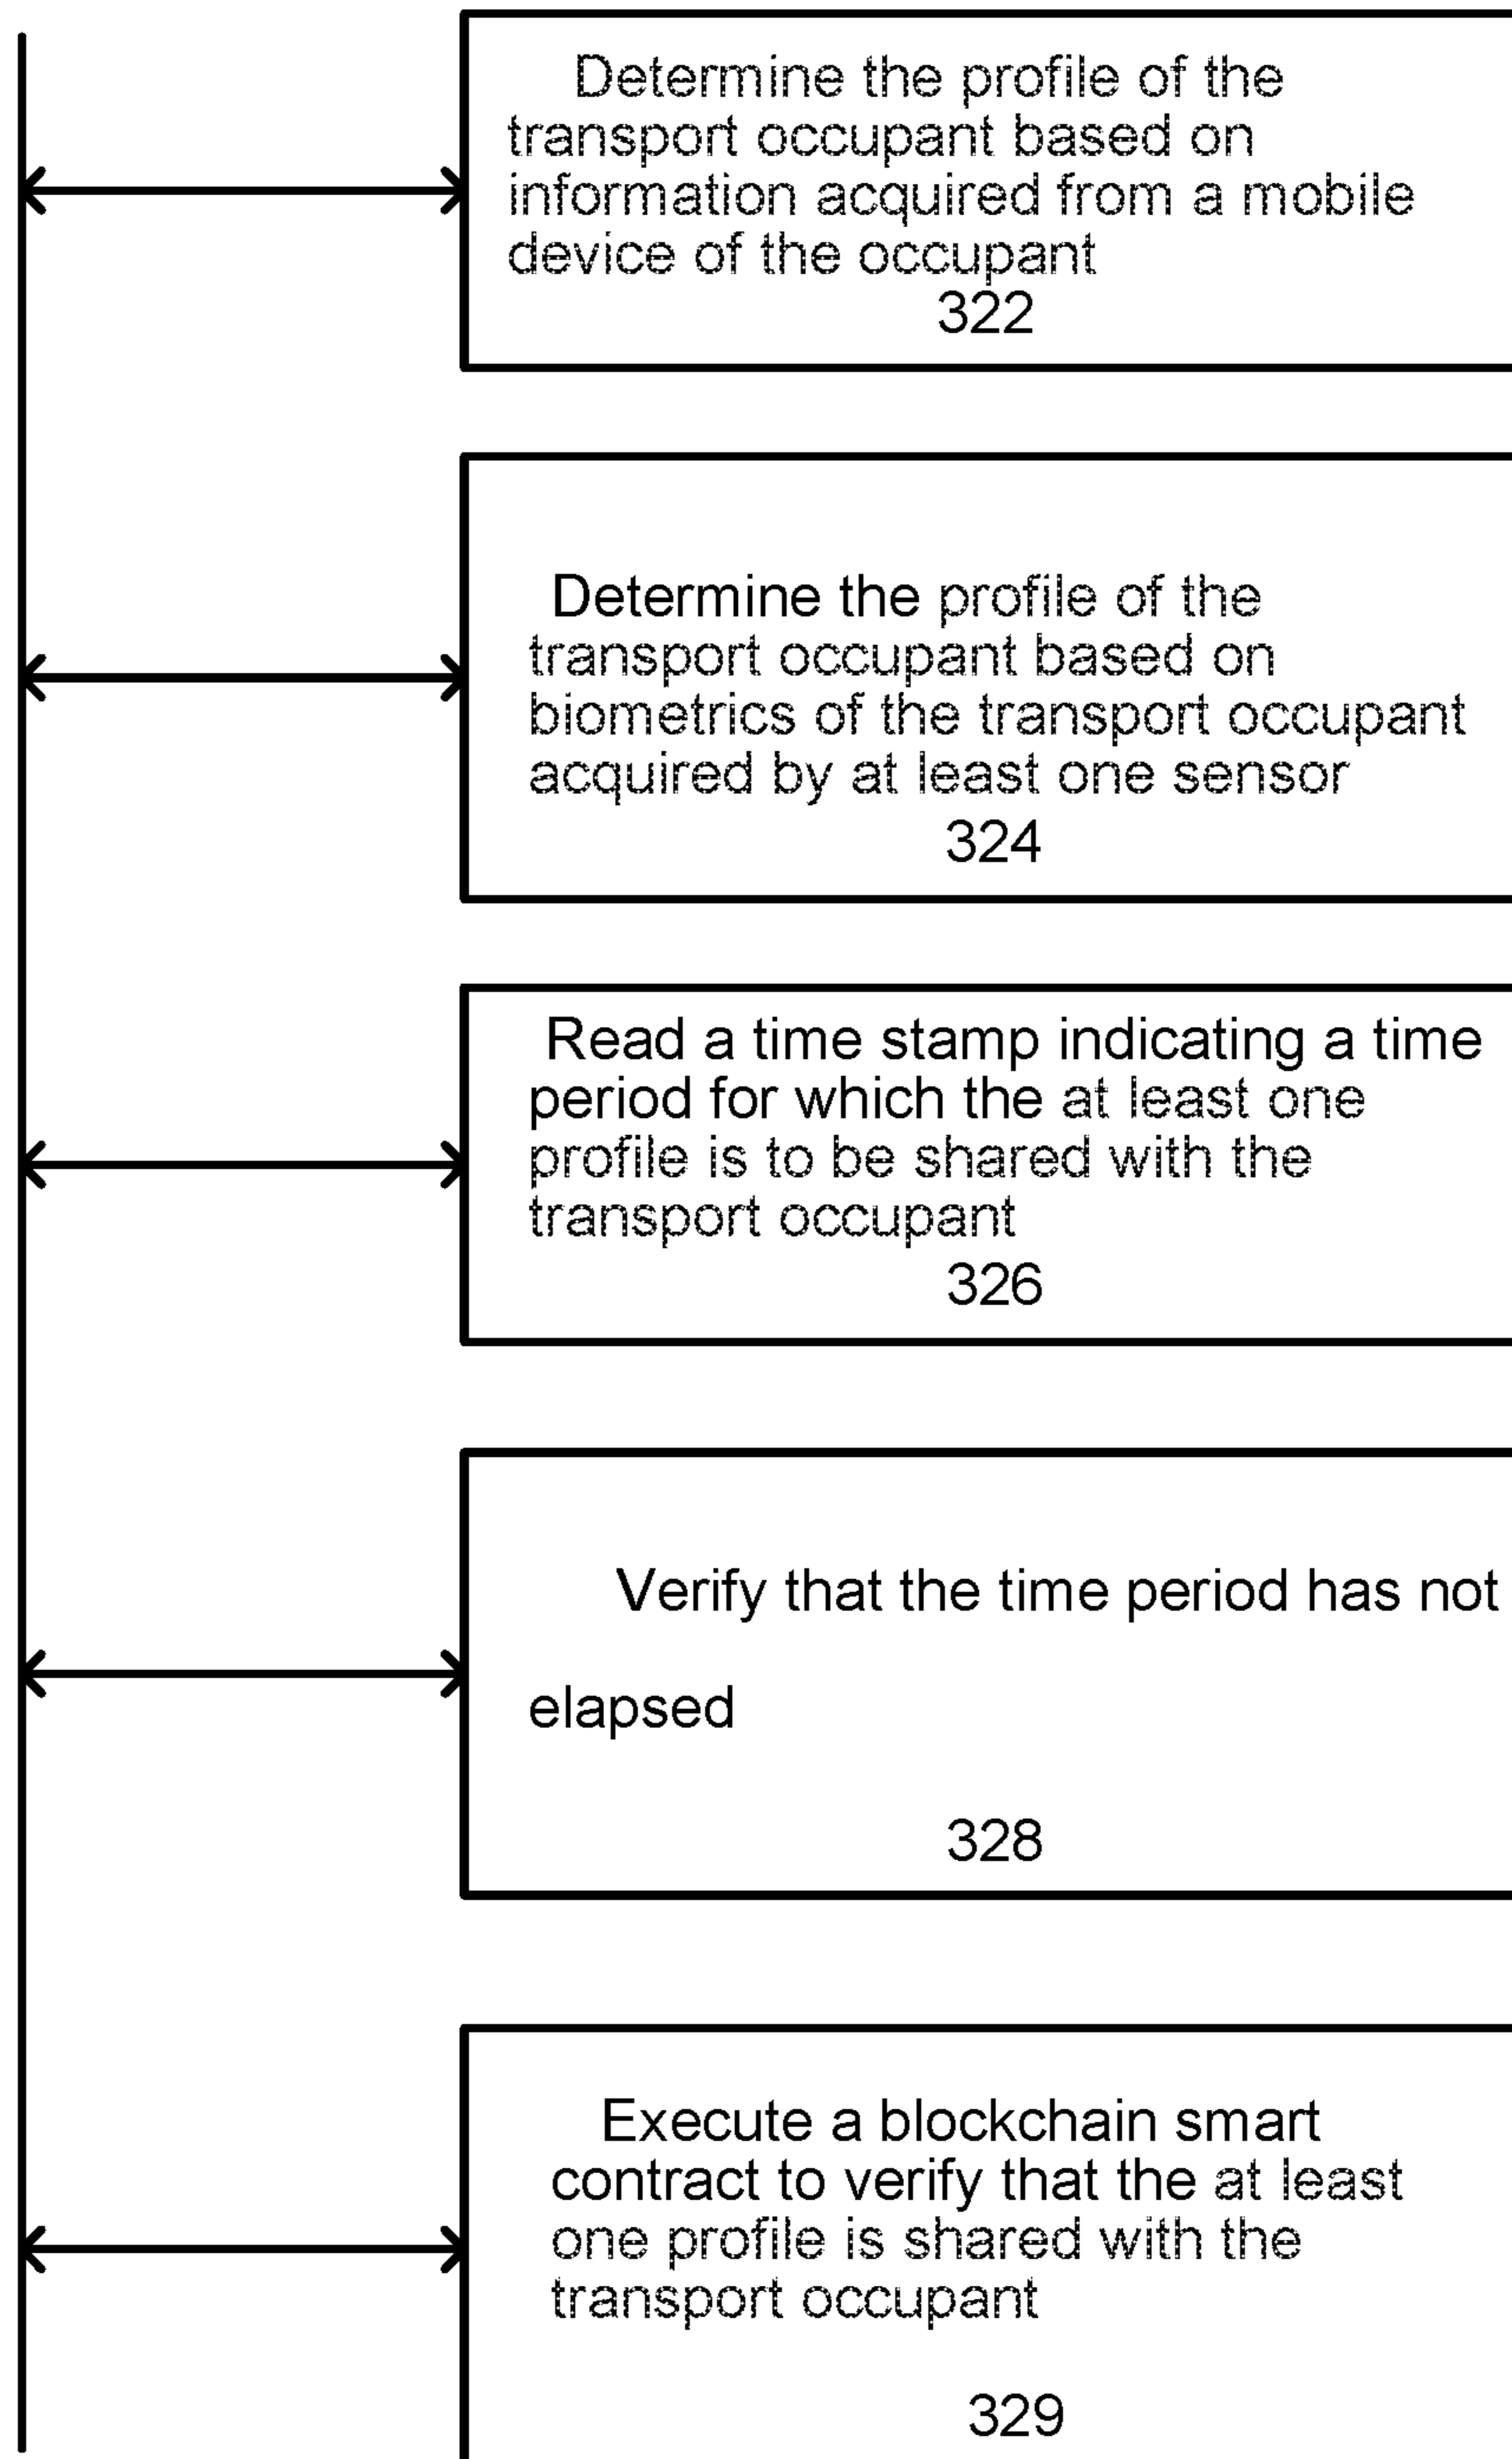 Determine the profile of the
transport occupant based on
information acquired from a mobile
device of the occupant
322
Determine the profile of the
transport occupant based on
biometrics of the transport occupant
acquired by at least one sensor
324
Read a time stamp indicating a time
period for which the at least one
profile is to be shared with the
transport occupant
326
Verify that the time period has not
elapsed
328
Execute a blockchain smart
contract to verify that the at least
one profile is shared with the
transport occupant
329